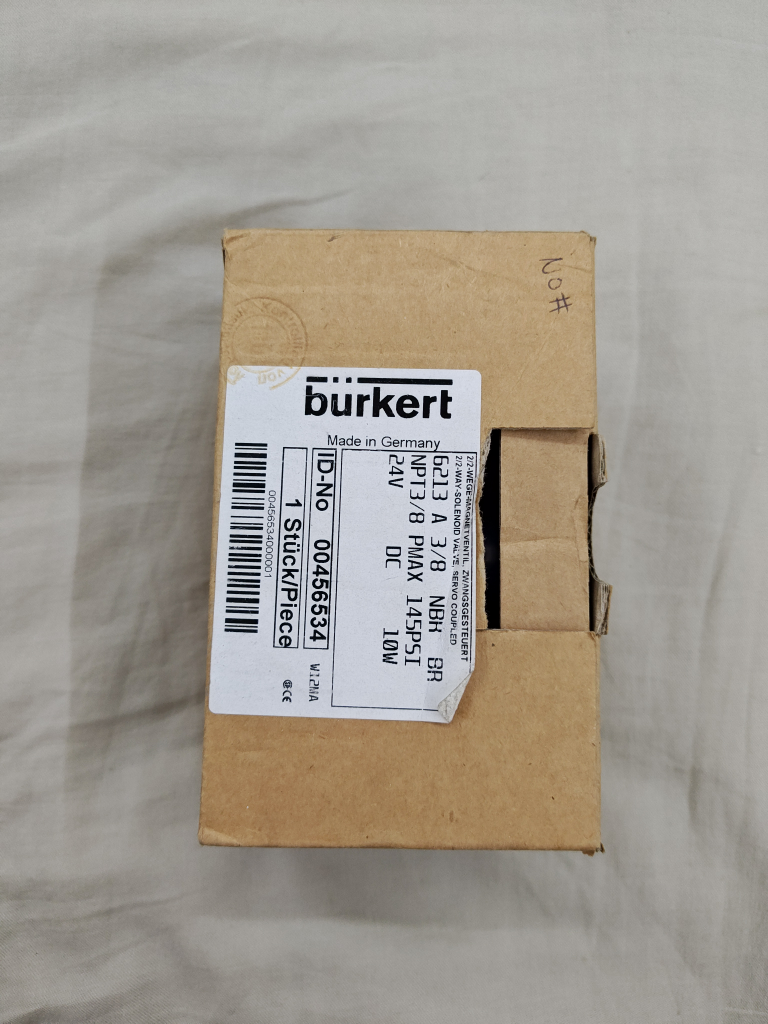 bürkert
Made in Germany
2/2-WEGE-MAGNETVENTIL, ZWANGSGESTEUERT
2/2-WAY-SOLENOID VALVE, SERVO COUPLED
6213 A 3/8 NBR BR
NPT3/8 PMAX 145PSI
24V DC 10W
ID-No 00456534
W12MA
1 Stück/Piece
CE
00456534000001
NO#